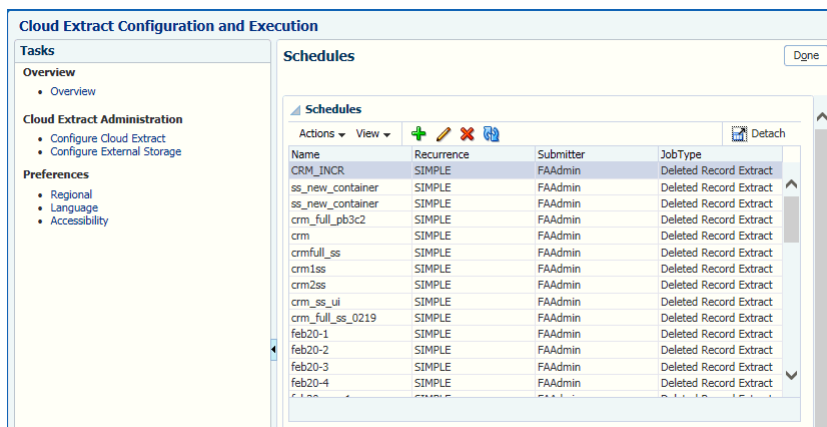 Cloud Extract Configuration and Execution
Tasks
Overview
Overview
Cloud Extract Administration
Configure Cloud Extract
Configure External Storage
Preferences
Regional
Language
Accessibility
Schedules
Done
Schedules
Actions View Detach
Name Recurrence Submitter JobType
CRM_INCR SIMPLE FAAdmin Deleted Record Extract
ss_new_container SIMPLE FAAdmin Deleted Record Extract
ss_new_container SIMPLE FAAdmin Deleted Record Extract
crm_full_pb3c2 SIMPLE FAAdmin Deleted Record Extract
crm SIMPLE FAAdmin Deleted Record Extract
crmfull_ss SIMPLE FAAdmin Deleted Record Extract
crm1ss SIMPLE FAAdmin Deleted Record Extract
crm2ss SIMPLE FAAdmin Deleted Record Extract
crm_ss_ui SIMPLE FAAdmin Deleted Record Extract
crm_full_ss_0219 SIMPLE FAAdmin Deleted Record Extract
feb20-1 SIMPLE FAAdmin Deleted Record Extract
feb20-2 SIMPLE FAAdmin Deleted Record Extract
feb20-3 SIMPLE FAAdmin Deleted Record Extract
feb20-4 SIMPLE FAAdmin Deleted Record Extract